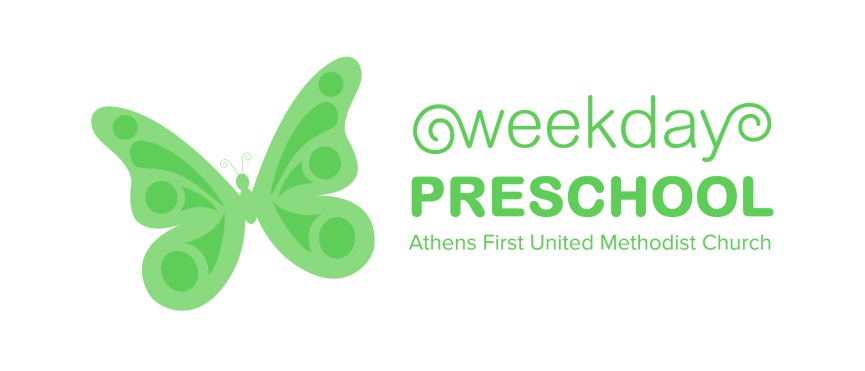 weekday
PRESCHOOL
Athens First United Methodist Church